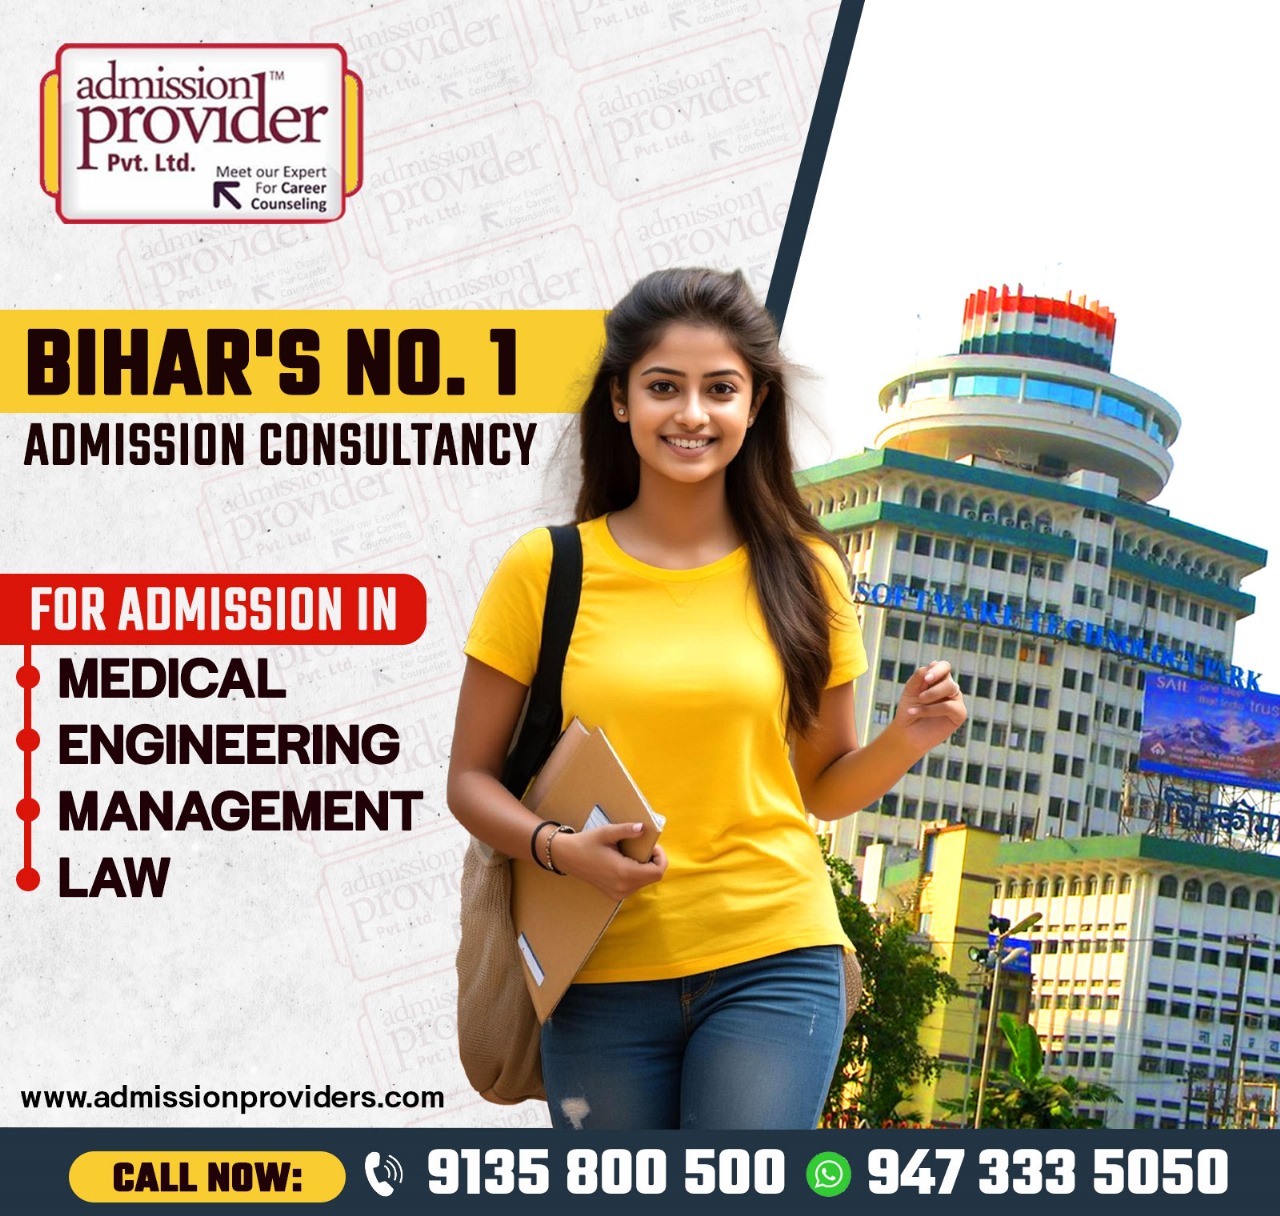 admission™
provider
Pvt. Ltd.
Meet our Expert
For Career
Counseling
BIHAR'S NO. 1
ADMISSION CONSULTANCY
FOR ADMISSION IN
MEDICAL
ENGINEERING
MANAGEMENT
LAW
SOFTWARE TECHNOLOGY PARK
SAIL
www.admissionproviders.com
CALL NOW: 9135 800 500 947 333 5050